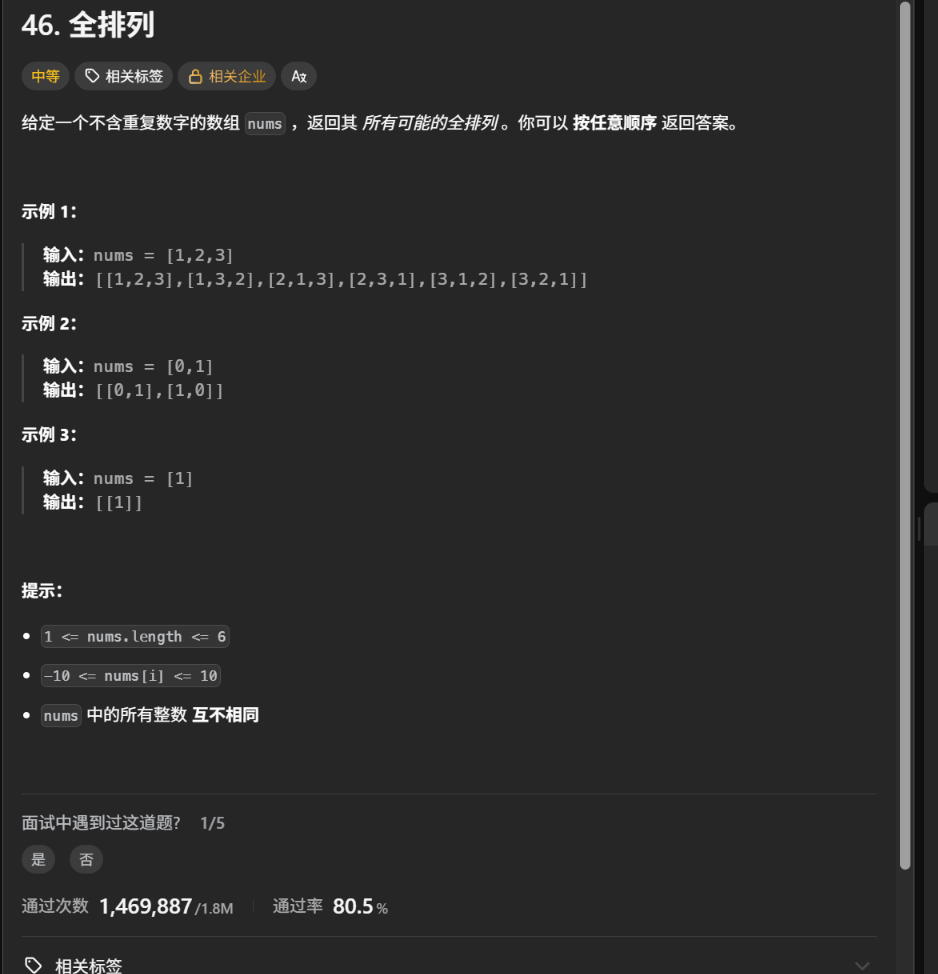 46. 全排列
中等 相关标签 相关企业 Ax
给定一个不含重复数字的数组 nums ，返回其 所有可能的全排列 。你可以 按任意顺序 返回答案。
示例 1：
输入：nums = [1,2,3]
输出：[[1,2,3],[1,3,2],[2,1,3],[2,3,1],[3,1,2],[3,2,1]]
示例 2：
输入：nums = [0,1]
输出：[[0,1],[1,0]]
示例 3：
输入：nums = [1]
输出：[[1]]
提示：
1 <= nums.length <= 6
-10 <= nums[i] <= 10
nums 中的所有整数 互不相同
面试中遇到过这道题? 1/5
是 否
通过次数 1,469,887/1.8M 通过率 80.5%
相关标签